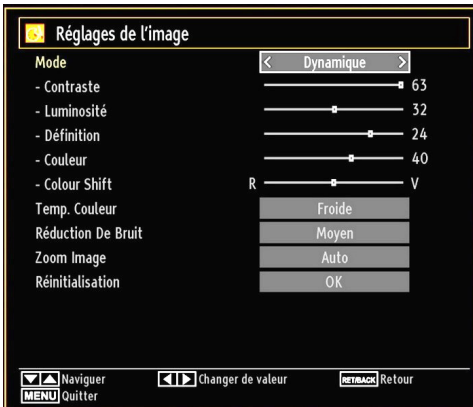 Réglages de l'image
Mode < Dynamique >
- Contraste 63
- Luminosité 32
- Définition 24
- Couleur 40
- Colour Shift R V
Temp. Couleur Froide
Réduction De Bruit Moyen
Zoom Image Auto
Réinitialisation OK
Naviguer Changer de valeur RET/BACK Retour
MENU Quitter